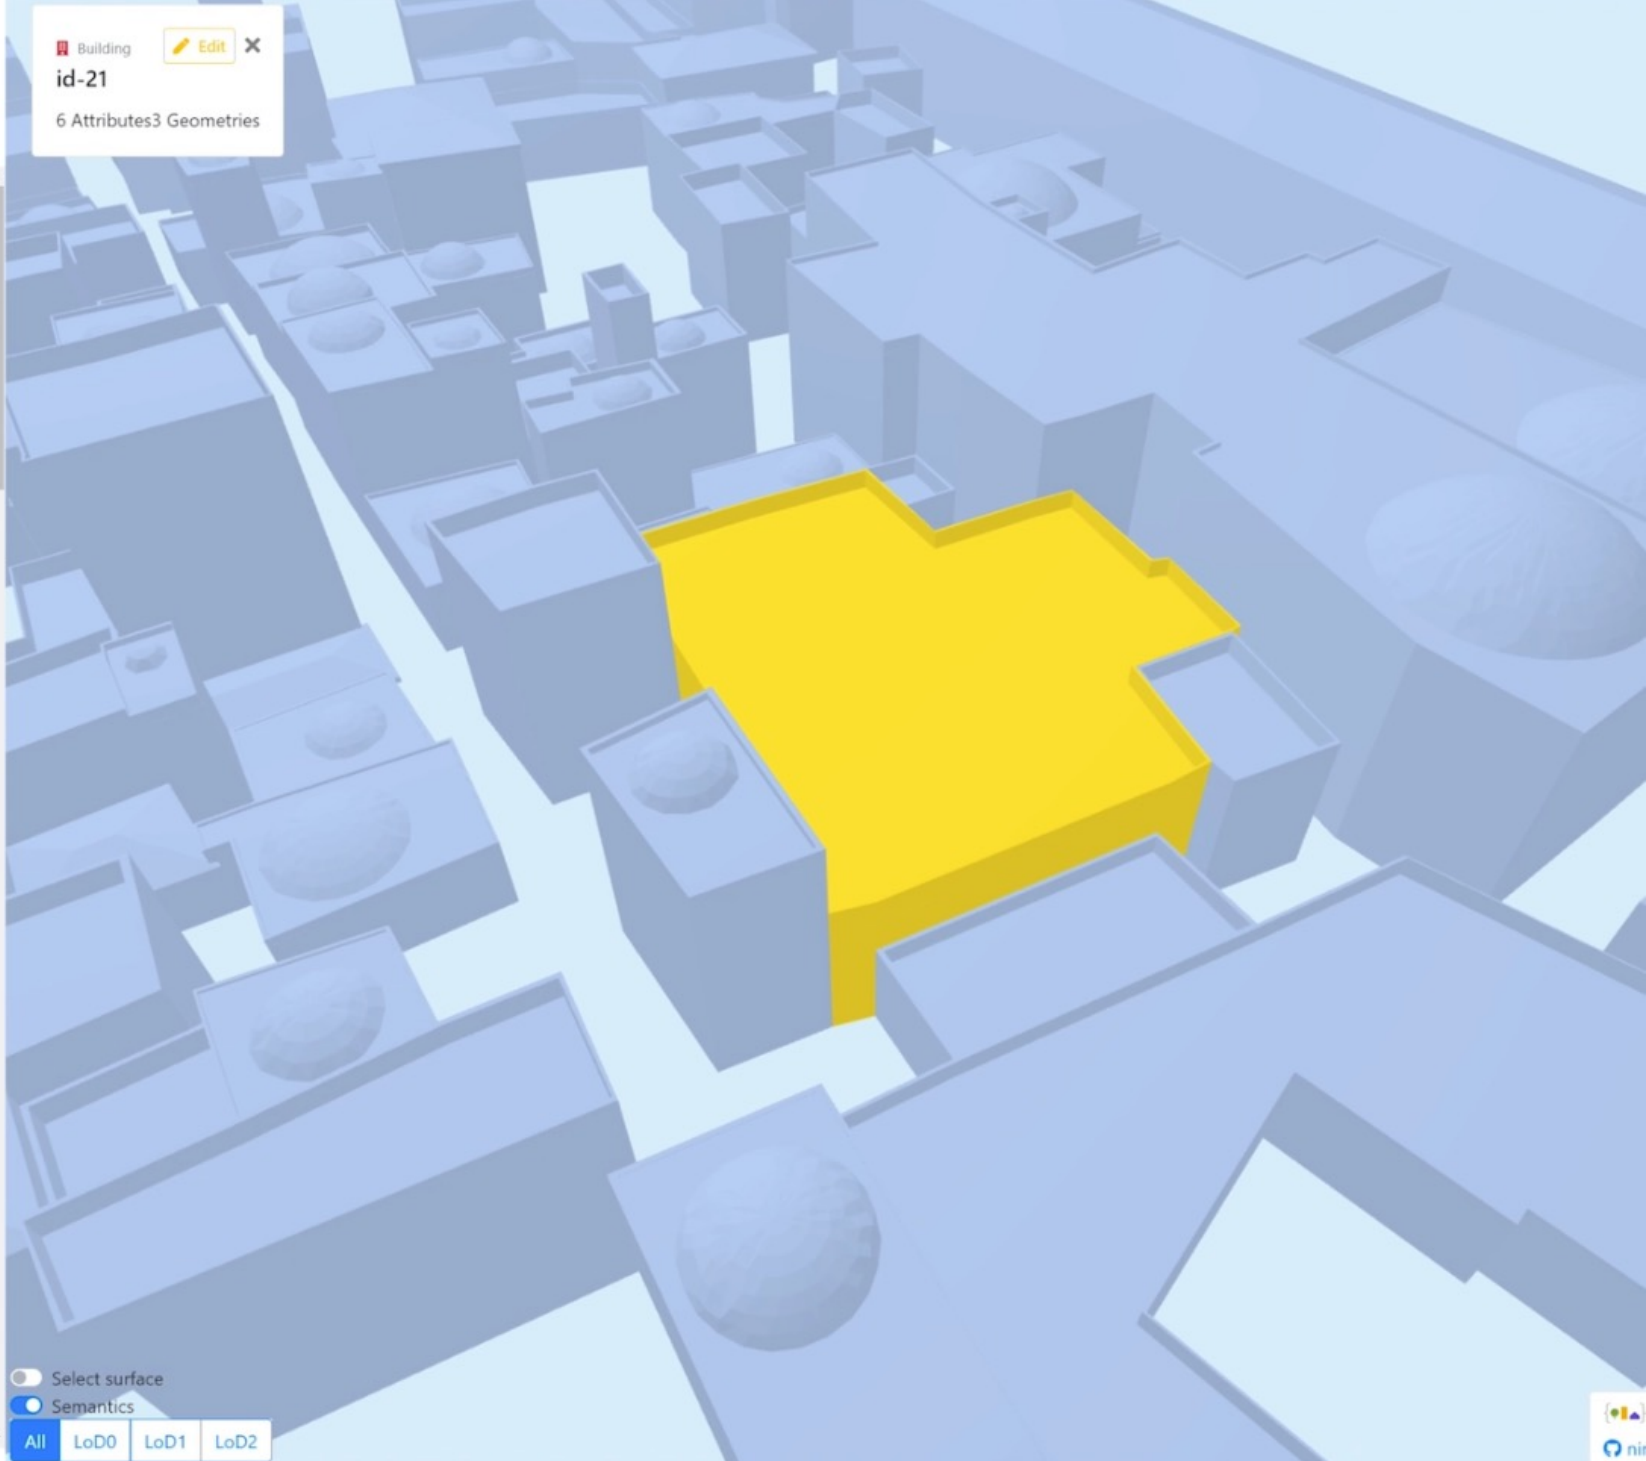 Building
Edit
id-21
6 Attributes3 Geometries
Select surface
Semantics
All
LoD0
LoD1
LoD2